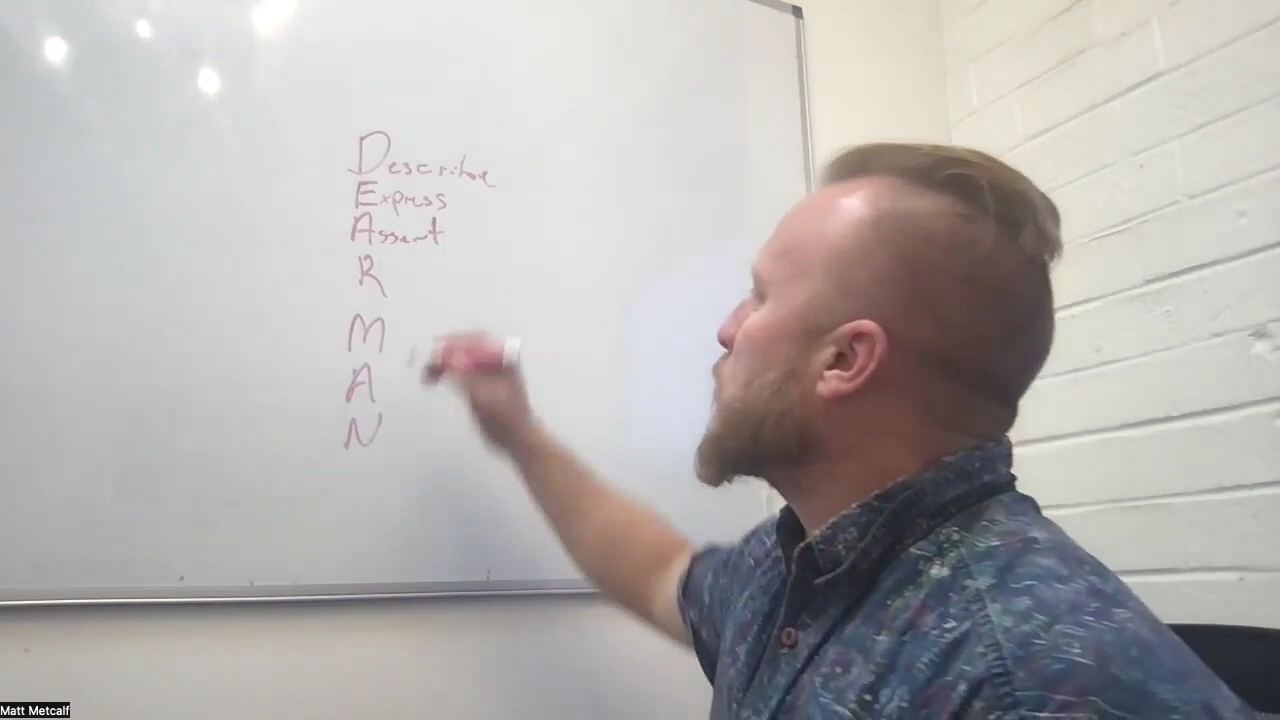 Describe
Express
Assert
R
M
A
N
Matt Metcalf